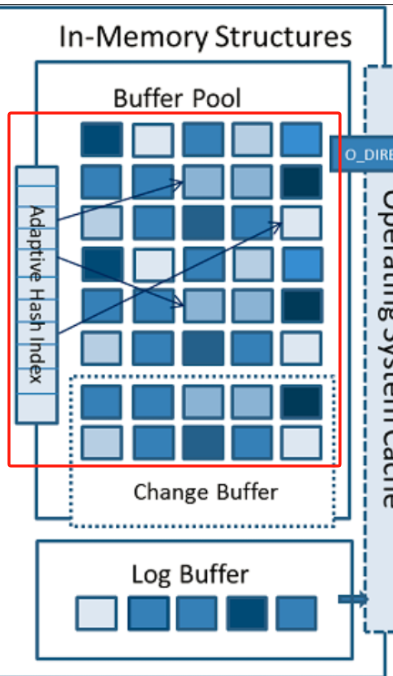 In-Memory Structures
Buffer Pool
O_DIRE
Adaptive Hash Index
Operating System Cache
Change Buffer
Log Buffer